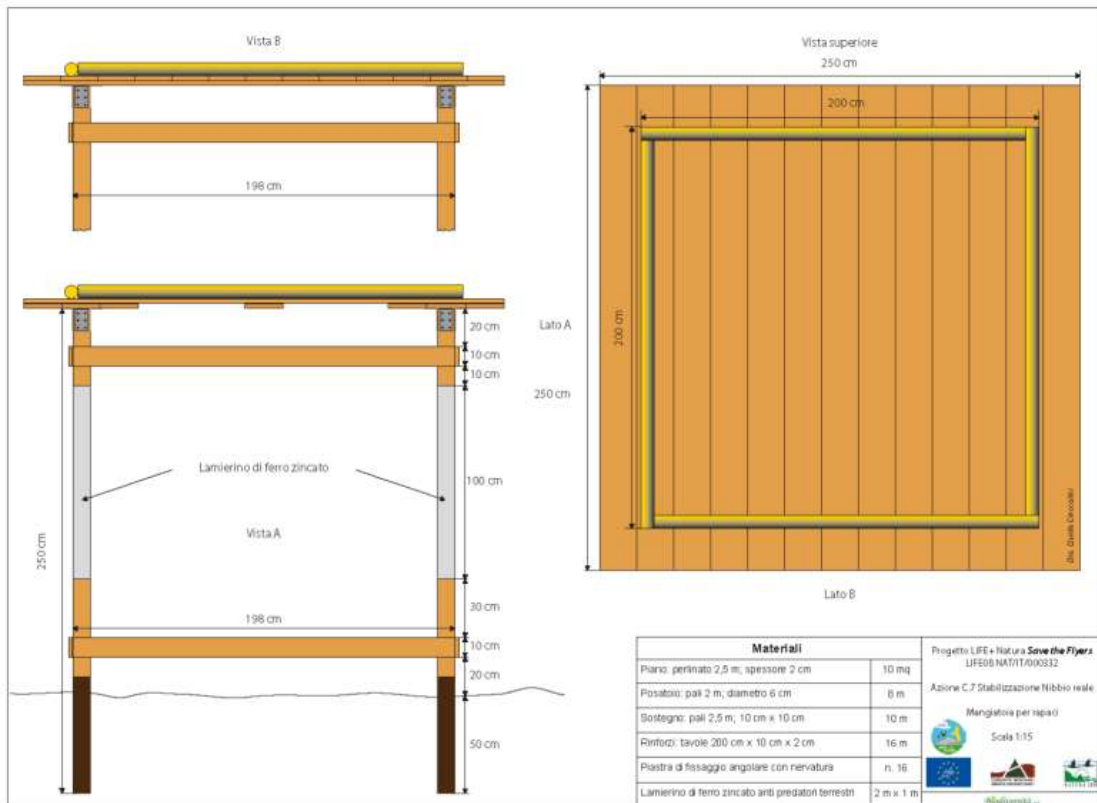 Vista B
198 cm
20 cm
10 cm
10 cm
Lamierino di ferro zincato
100 cm
Vista A
250 cm
30 cm
198 cm
10 cm
20 cm
50 cm
Vista superiore
250 cm
200 cm
Lato A
200 cm
250 cm
Lato B
Materiali
Piano: perlinato 2,5 m; spessore 2 cm
10 mq
Posatoio: pali 2 m; diametro 6 cm
8 m
Sostegno: pali 2,5 m; 10 cm x 10 cm
10 m
Rinforzi: tavole 200 cm x 10 cm x 2 cm
16 m
Piastra di fissaggio angolare con nervatura
n. 16
Lamierino di ferro zincato anti predatori terrestri
2 m x 1 m
Progetto LIFE+ Natura Save the Flyers
LIFE08 NAT/IT/000332
Azione C.7 Stabilizzazione Nibbio reale
Mangiatoia per rapaci
Scala 1:15